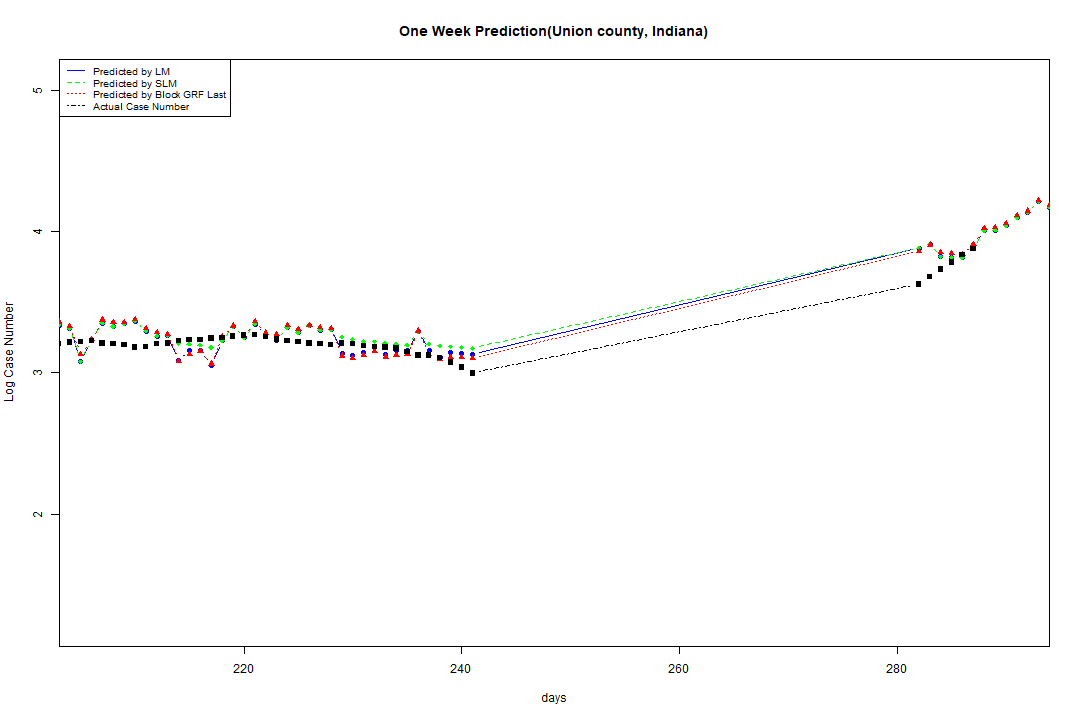 One Week Prediction(Union county, Indiana)
Predicted by LM
Predicted by SLM
Predicted by Block GRF Last
Actual Case Number
5
4
3
2
Log Case Number
220 240 260 280
days